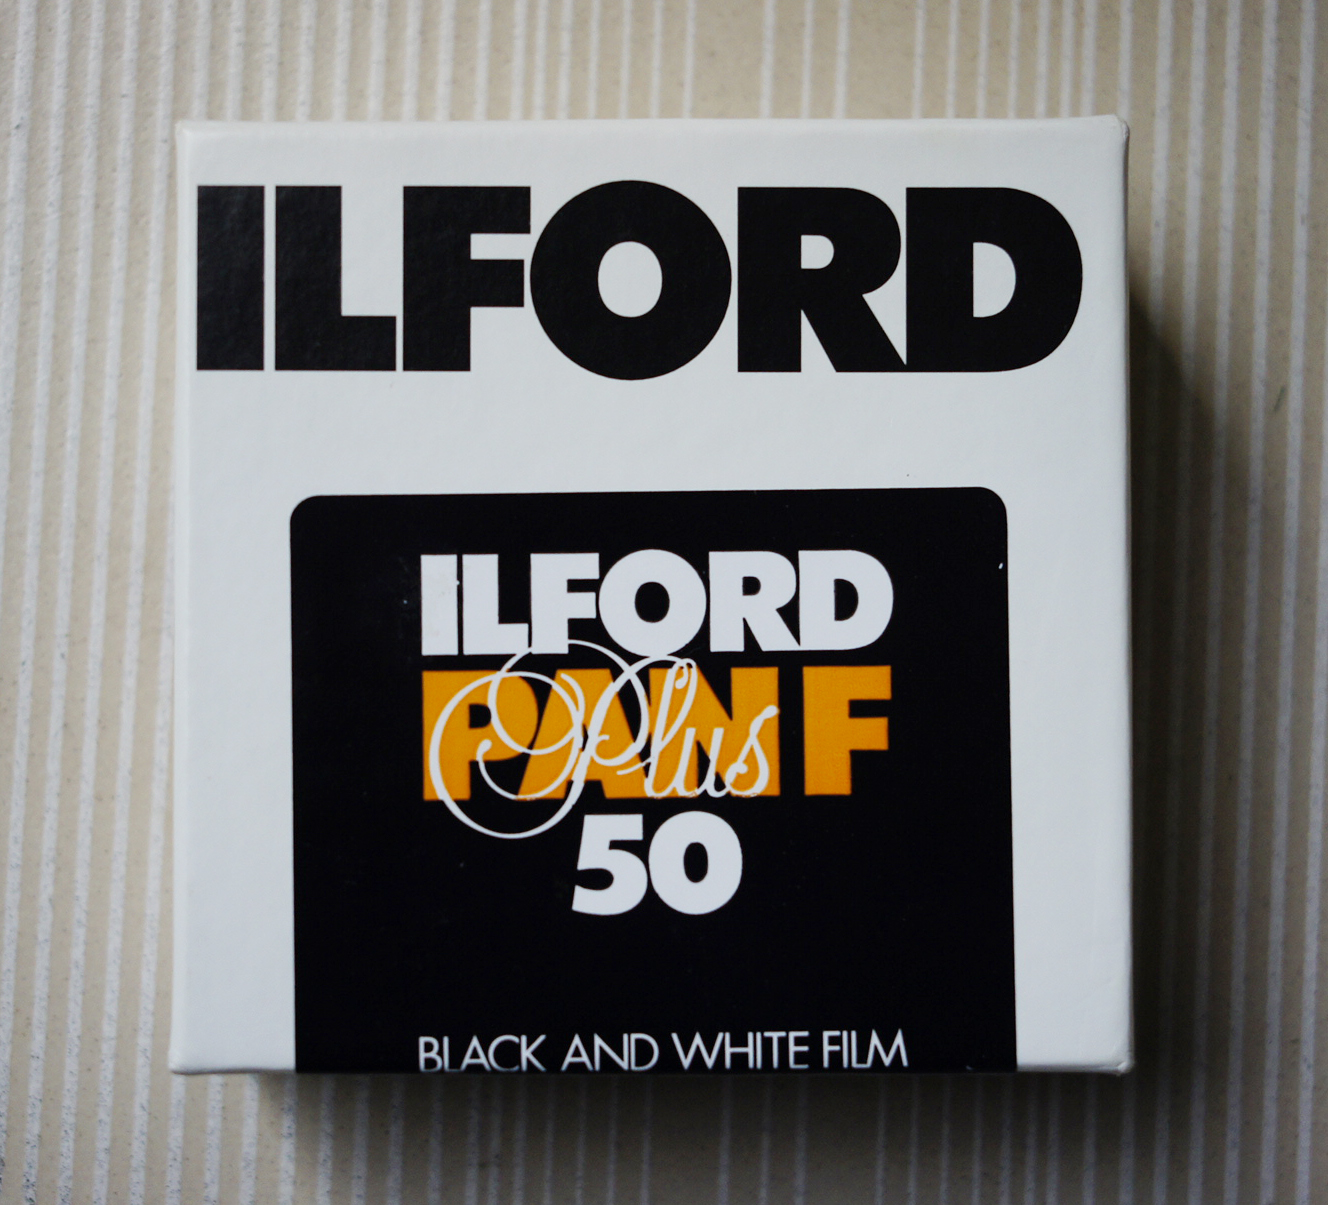 ILFORD
ILFORD
PAN F
Plus
50
BLACK AND WHITE FILM